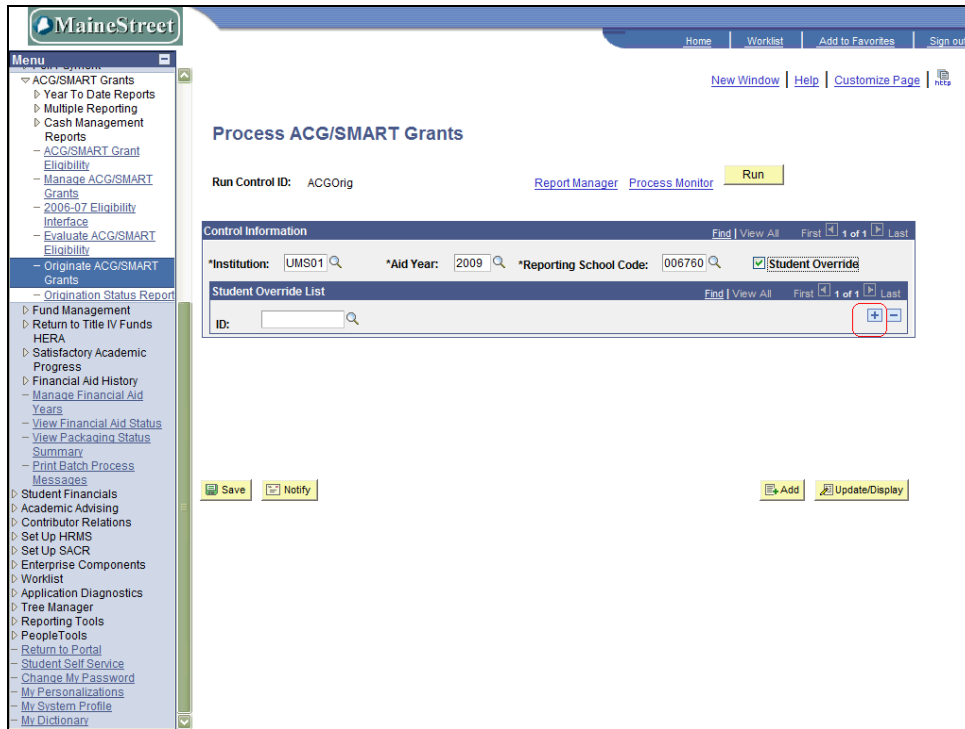 MaineStreet
Home
Worklist
Add to Favorites
Sign out
Menu
ACG/SMART Grants
Year To Date Reports
Multiple Reporting
Cash Management
Reports
ACG/SMART Grant
Eligibility
Manage ACG/SMART
Grants
2006-07 Eligibility
Interface
Evaluate ACG/SMART
Eligibility
Originate ACG/SMART
Grants
Origination Status Report
Fund Management
Return to Title IV Funds
HERA
Satisfactory Academic
Progress
Financial Aid History
Manage Financial Aid
Years
View Financial Aid Status
View Packaging Status
Summary
Print Batch Process
Messages
Student Financials
Academic Advising
Contributor Relations
Set Up HRMS
Set Up SACR
Enterprise Components
Worklist
Application Diagnostics
Tree Manager
Reporting Tools
PeopleTools
Return to Portal
Student Self Service
Change My Password
My Personalizations
My System Profile
My Dictionary
New Window | Help | Customize Page | http
Process ACG/SMART Grants
Run Control ID: ACGOrig Report Manager Process Monitor Run
Control Information Find | View All First 1 of 1 Last
*Institution: UMS01 *Aid Year: 2009 *Reporting School Code: 006760 Student Override
Student Override List Find | View All First 1 of 1 Last
ID:
Save Notify Add Update/Display